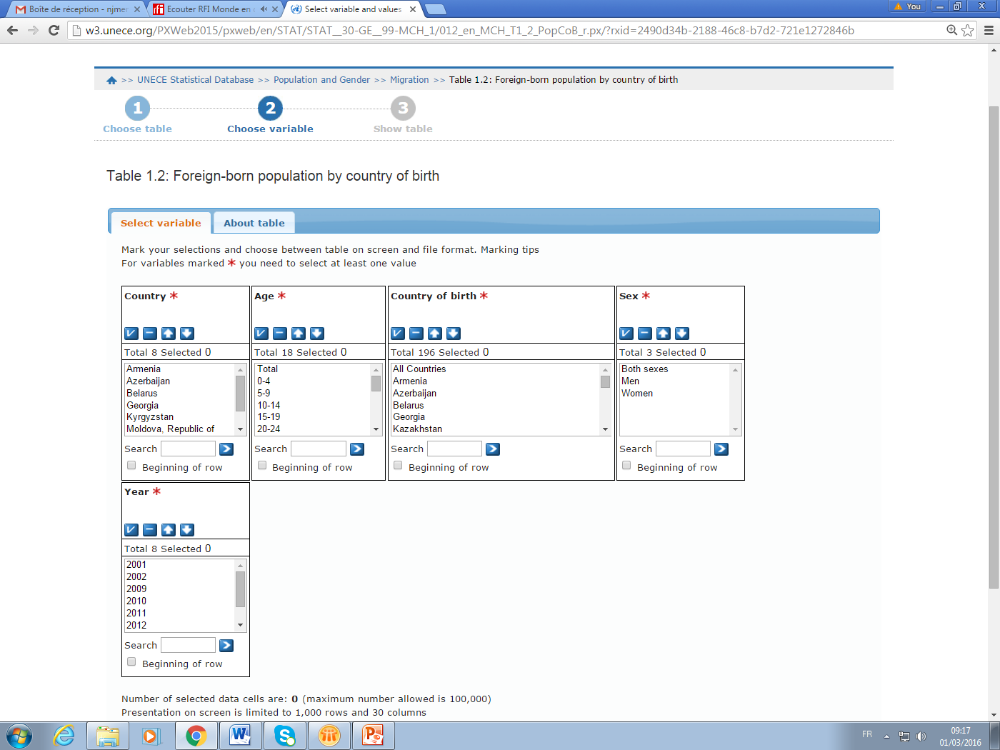 Boîte de réception - njmer
Ecouter RFI Monde en
Select variable and values
You
w3.unece.org/PXWeb2015/pxweb/en/STAT/STAT__30-GE__99-MCH_1/012_en_MCH_T1_2_PopCoB_r.px/?rxid=2490d34b-2188-46c8-b7d2-721e1272846b
>> UNECE Statistical Database >> Population and Gender >> Migration >> Table 1.2: Foreign-born population by country of birth
1 2 3
Choose table Choose variable Show table
Table 1.2: Foreign-born population by country of birth
Select variable About table
Mark your selections and choose between table on screen and file format. Marking tips
For variables marked * you need to select at least one value
Country *
Total 8 Selected 0
Armenia
Azerbaijan
Belarus
Georgia
Kyrgyzstan
Moldova, Republic of
Search
Beginning of row
Age *
Total 18 Selected 0
Total
0-4
5-9
10-14
15-19
20-24
Search
Beginning of row
Country of birth *
Total 196 Selected 0
All Countries
Armenia
Azerbaijan
Belarus
Georgia
Kazakhstan
Search
Beginning of row
Sex *
Total 3 Selected 0
Both sexes
Men
Women
Search
Beginning of row
Year *
Total 8 Selected 0
2001
2002
2009
2010
2011
2012
Search
Beginning of row
Number of selected data cells are: 0 (maximum number allowed is 100,000)
Presentation on screen is limited to 1,000 rows and 30 columns
FR
09:17
01/03/2016